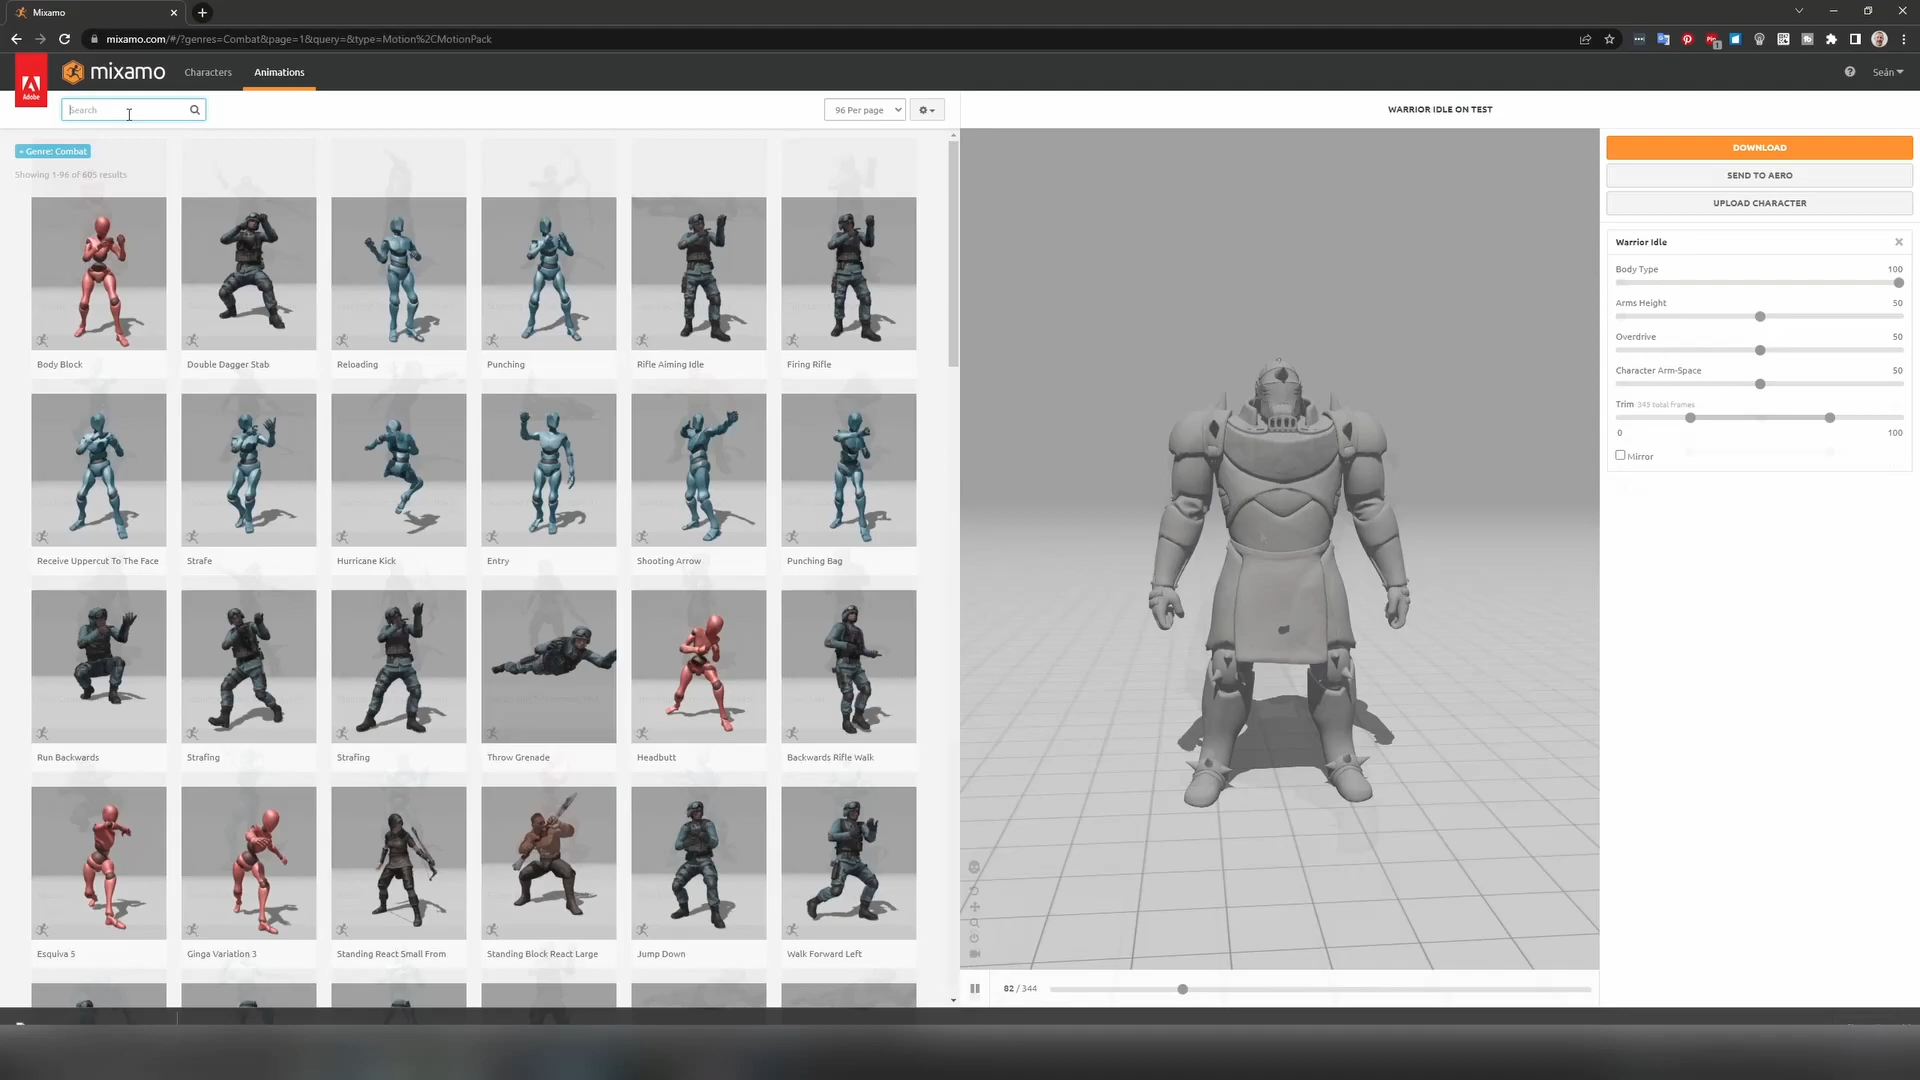 Mixamo
mixamo.com/#/?genres=Combat&page=1&query=&type=Motion%2CMotionPack
Adobe
mixamo
Characters
Animations
Seán
Search
96 Per page
WARRIOR IDLE ON TEST
« Genre: Combat
Showing 1-96 of 605 results
Body Block
Double Dagger Stab
Reloading
Punching
Rifle Aiming Idle
Firing Rifle
Receive Uppercut To The Face
Strafe
Hurricane Kick
Entry
Shooting Arrow
Punching Bag
Run Backwards
Strafing
Strafing
Throw Grenade
Headbutt
Backwards Rifle Walk
Esquiva 5
Ginga Variation 3
Standing React Small From
Standing Block React Large
Jump Down
Walk Forward Left
82 / 344
DOWNLOAD
SEND TO AERO
UPLOAD CHARACTER
Warrior Idle
Body Type 100
Arms Height 50
Overdrive 50
Character Arm-Space 50
Trim 345 total frames
0 100
Mirror